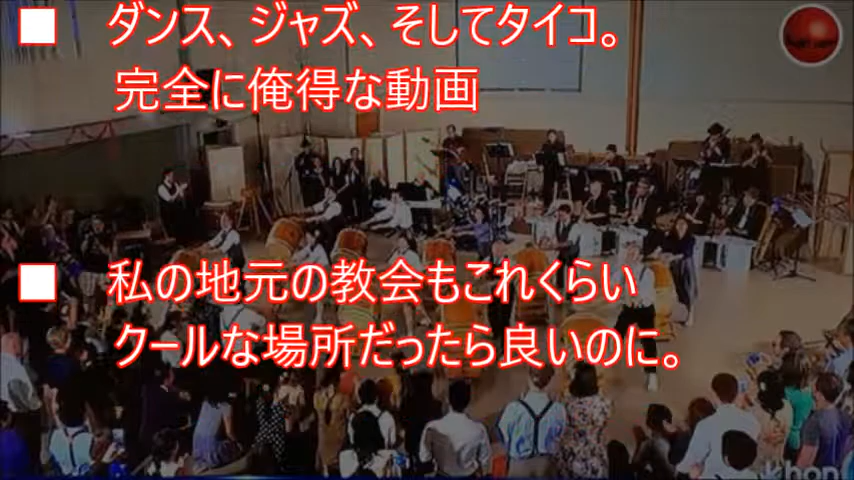 ■ ダンス、ジャズ、そしてタイコ。
完全に俺得な動画
■ 私の地元の教会もこれくらい
クールな場所だったら良いのに。